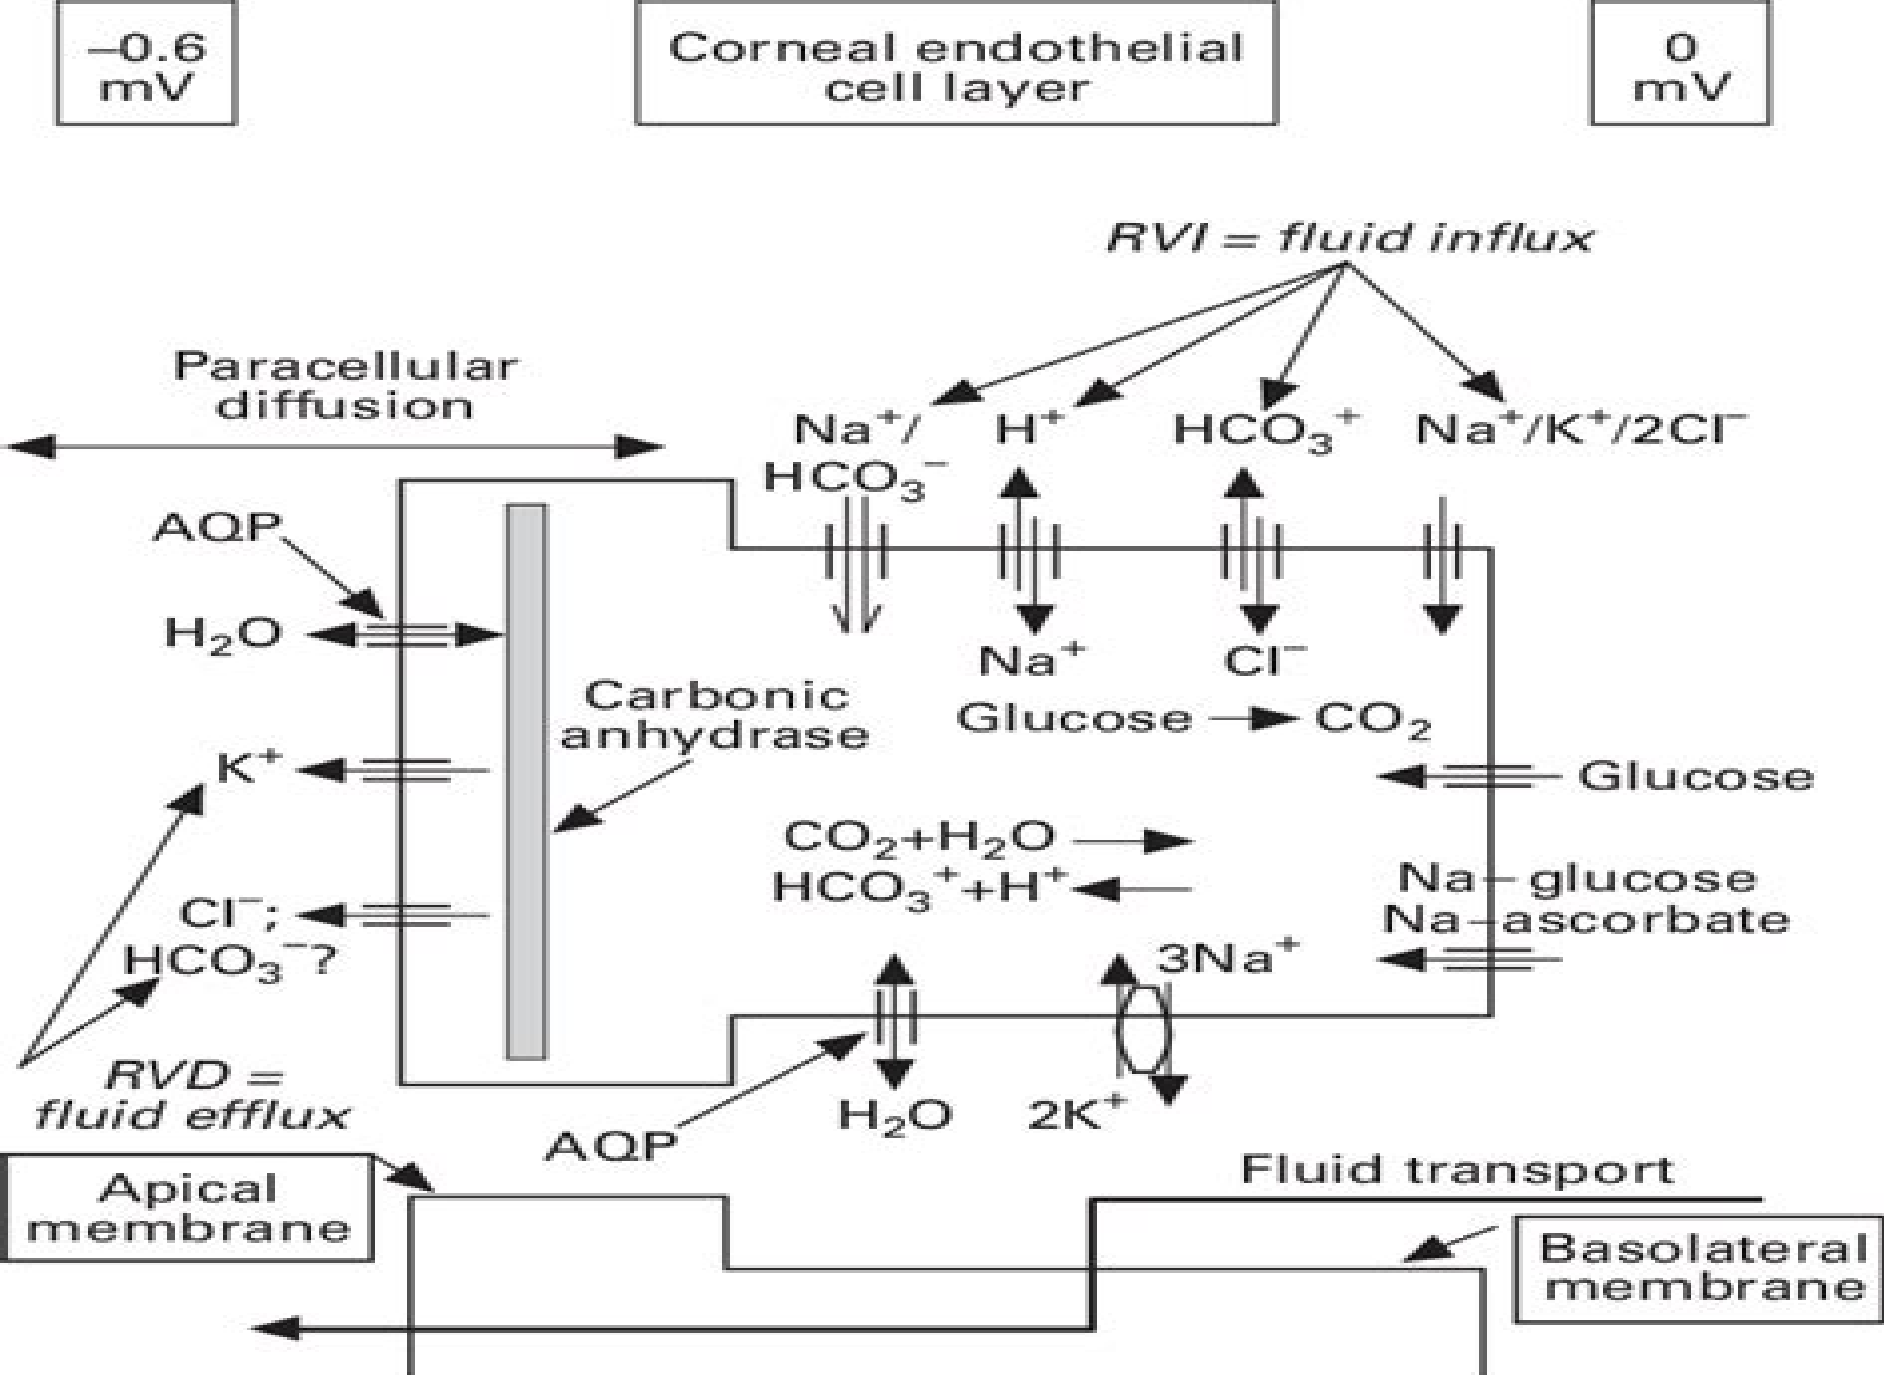 −0.6
mV
Corneal endothelial
cell layer
0
mV
RVI = fluid influx
Paracellular
diffusion
Na⁺/
HCO₃⁻
H⁺
HCO₃⁺
Na⁺/K⁺/2Cl⁻
AQP
H₂O
Na⁺
Cl⁻
Carbonic
anhydrase
Glucose → CO₂
K⁺
Glucose
CO₂+H₂O →
HCO₃⁺+H⁺ ←
Cl⁻;
HCO₃⁻?
Na–glucose
Na–ascorbate
3Na⁺
RVD =
fluid efflux
H₂O
2K⁺
AQP
Apical
membrane
Fluid transport
Basolateral
membrane